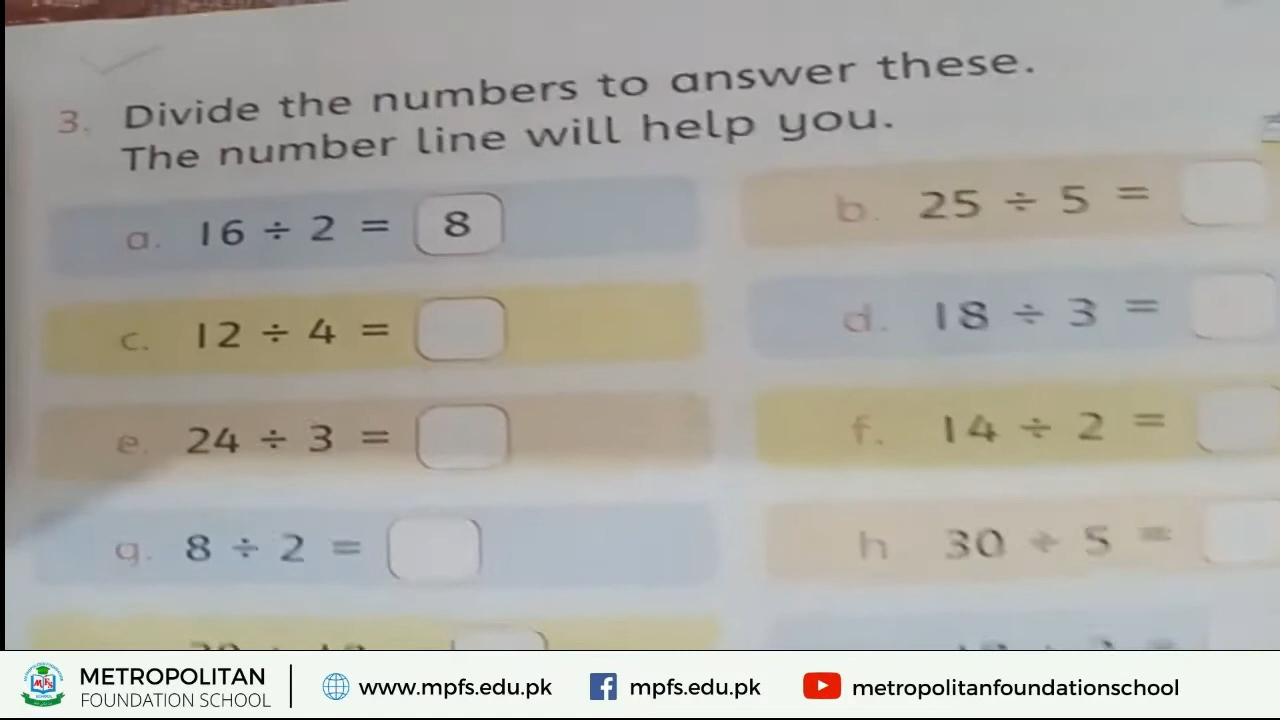 3. Divide the numbers to answer these.
The number line will help you.
a. 16 ÷ 2 = 8
b. 25 ÷ 5 =
c. 12 ÷ 4 =
d. 18 ÷ 3 =
e. 24 ÷ 3 =
f. 14 ÷ 2 =
g. 8 ÷ 2 =
h 30 ÷ 5 =
METROPOLITAN
FOUNDATION SCHOOL
www.mpfs.edu.pk
mpfs.edu.pk
metropolitanfoundationschool